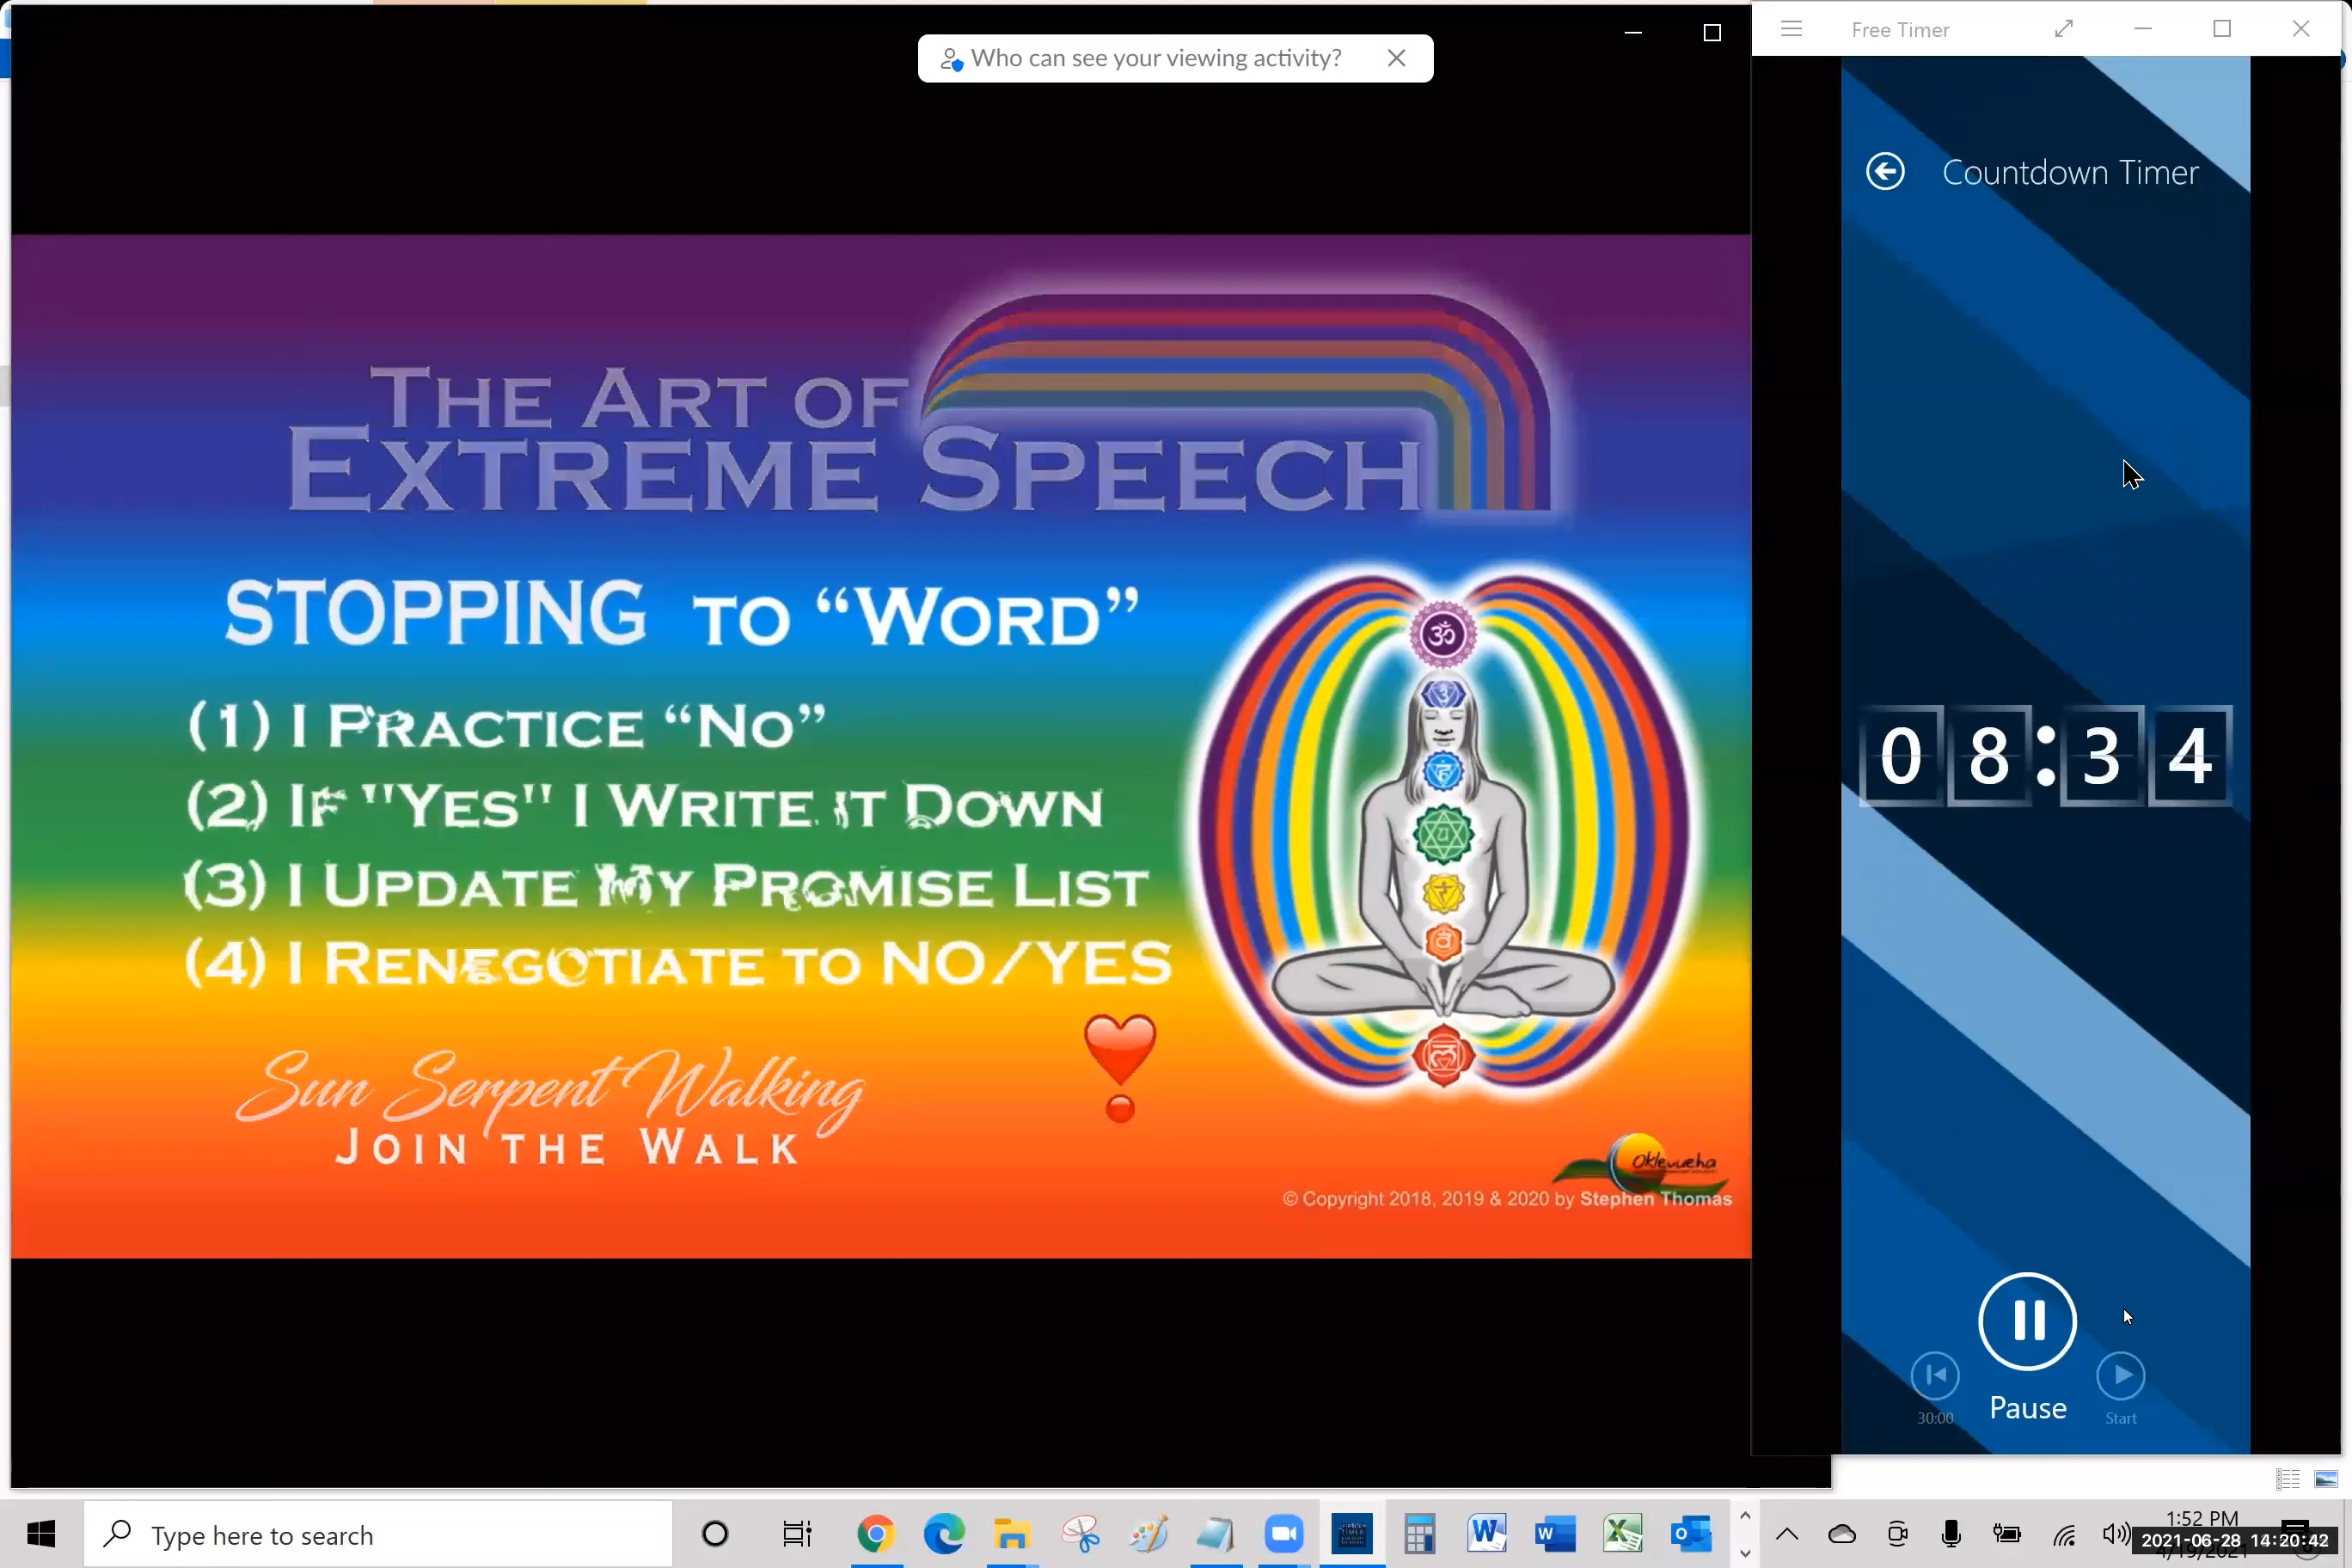 Who can see your viewing activity?
Free Timer
Countdown Timer
THE ART OF
EXTREME SPEECH
STOPPING TO “WORD”
(1) I PRACTICE “NO”
(2) IF "YES" I WRITE IT DOWN
(3) I UPDATE MY PROMISE LIST
(4) I RENEGOTIATE TO NO/YES
08:34
Sun Serpent Walking
JOIN THE WALK
Oklevueha
© Copyright 2018, 2019 & 2020 by Stephen Thomas
30:00
Pause
Start
Type here to search
1:52 PM
2021-06-28 14:20:42